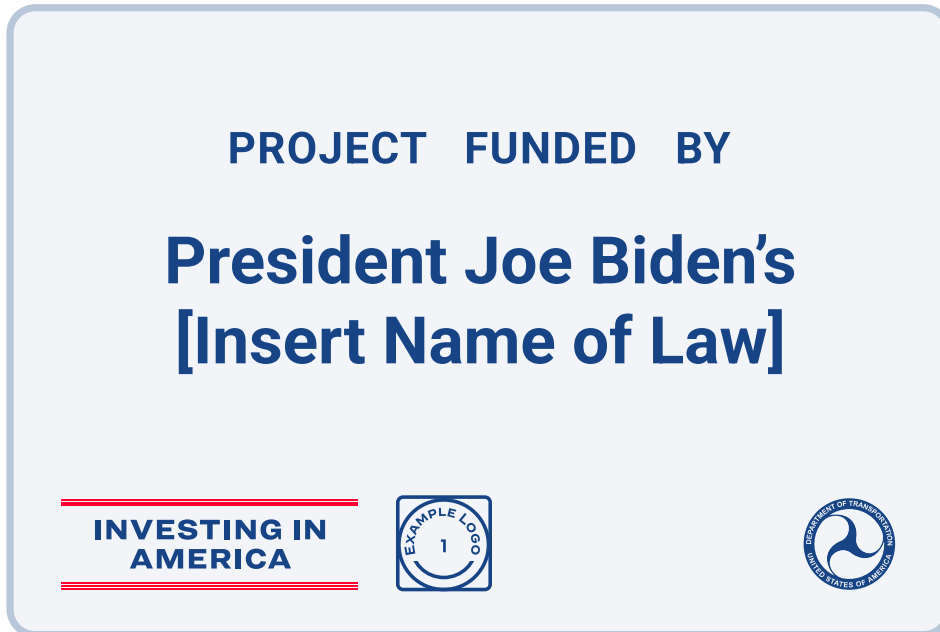 PROJECT FUNDED BY
President Joe Biden’s
[Insert Name of Law]
INVESTING IN
AMERICA
EXAMPLE LOGO
1
DEPARTMENT OF TRANSPORTATION
UNITED STATES OF AMERICA